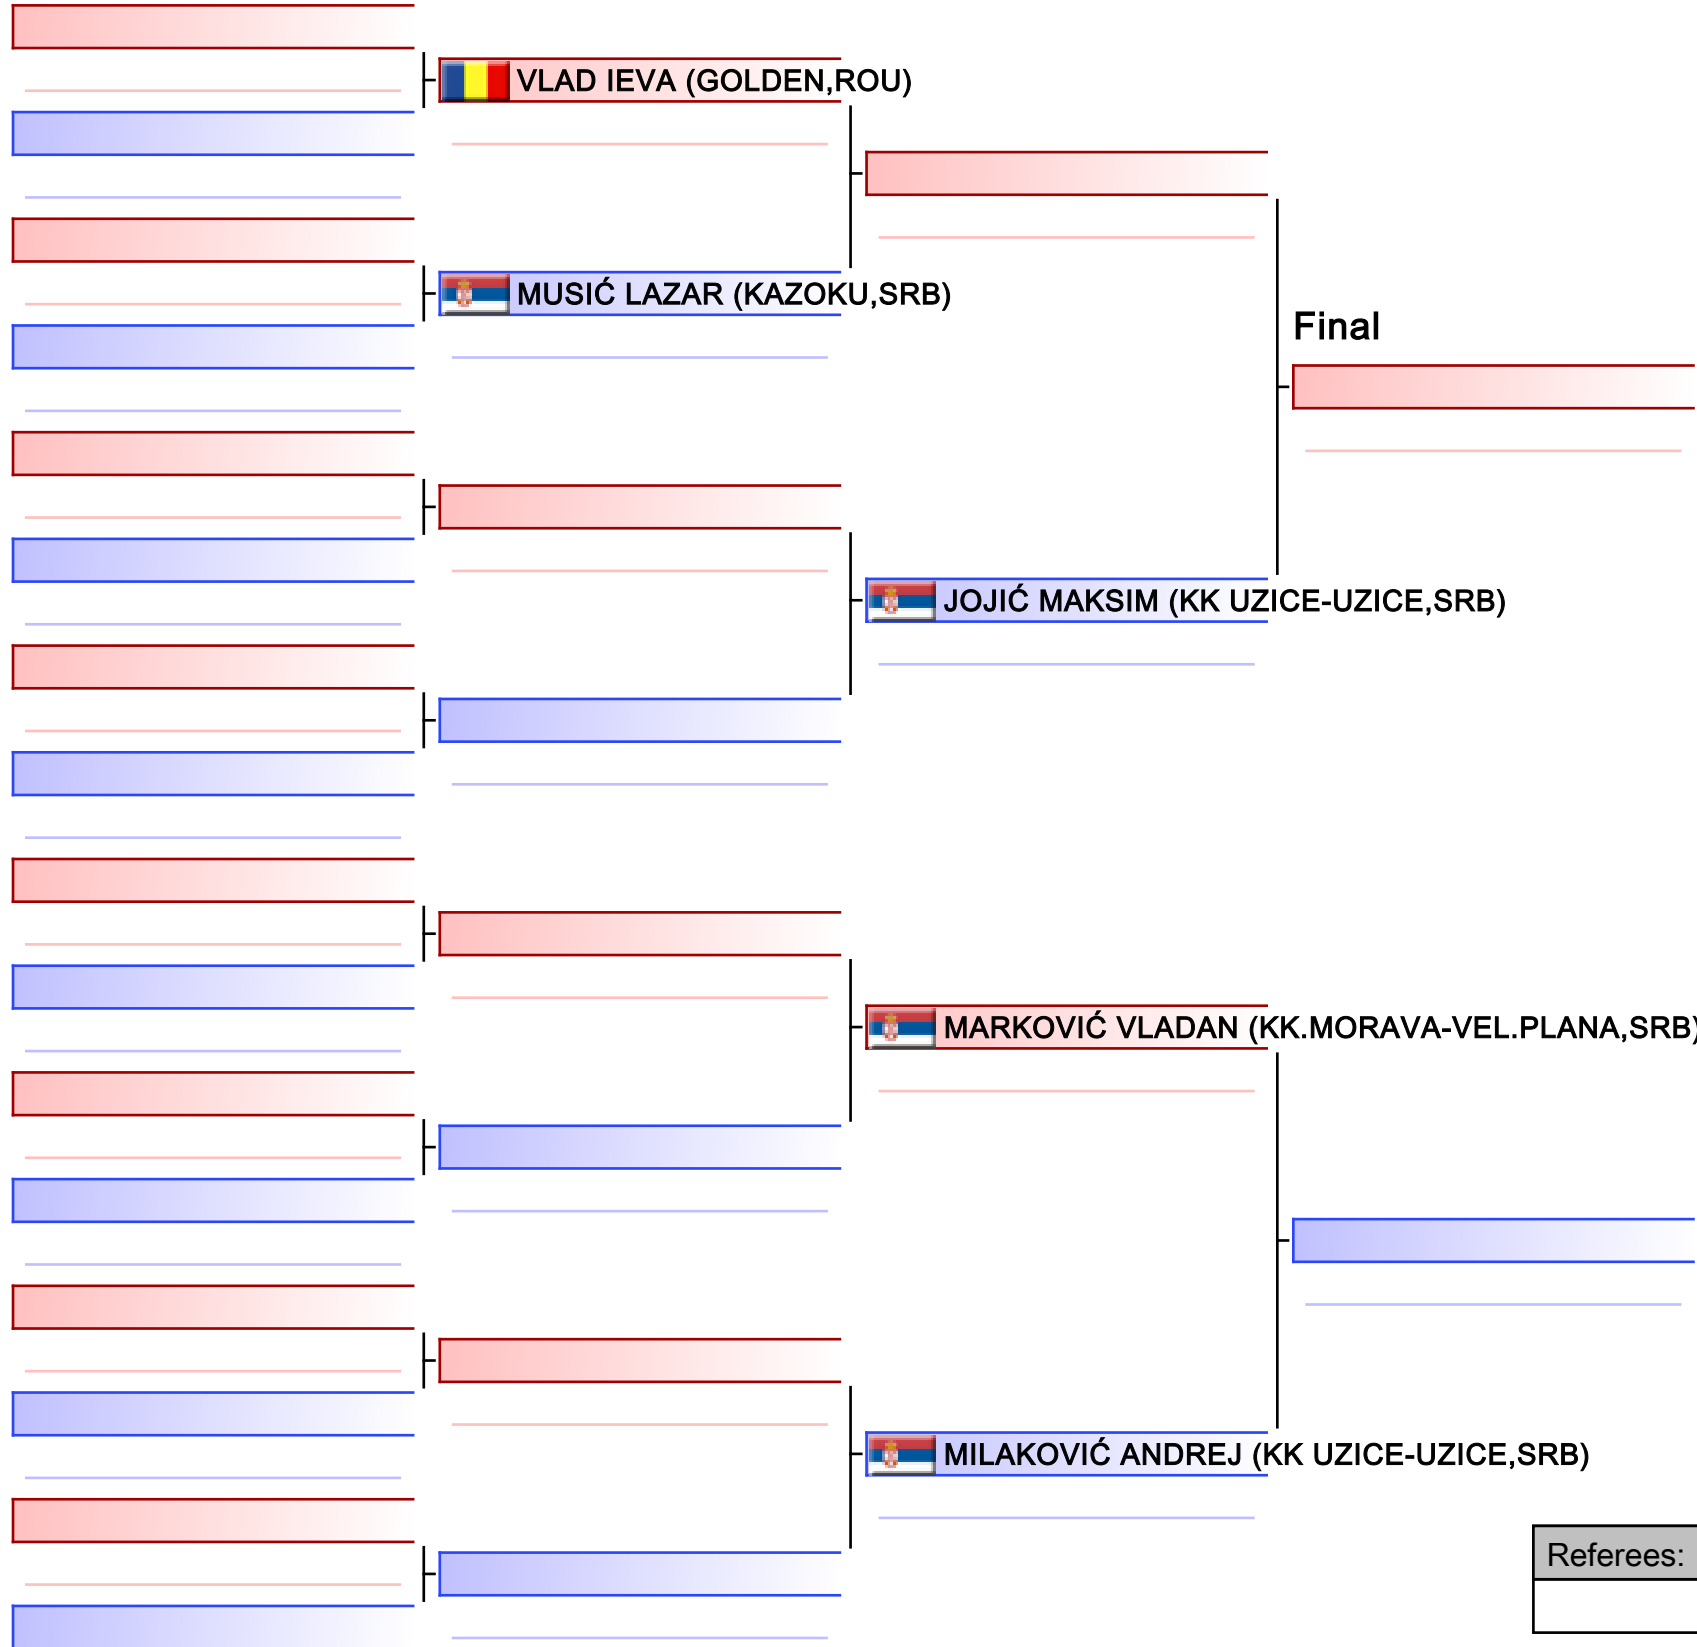 VLAD IEVA (GOLDEN,ROU)
MUSIĆ LAZAR (KAZOKU,SRB)
Final
JOJIĆ MAKSIM (KK UZICE-UZICE,SRB)
MARKOVIĆ VLADAN (KK.MORAVA-VEL.PLANA,SRB)
MILAKOVIĆ ANDREJ (KK UZICE-UZICE,SRB)
Referees: